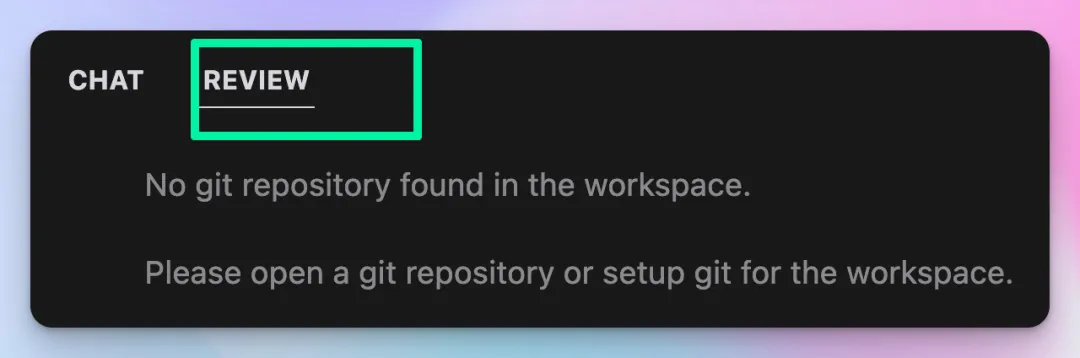 CHAT REVIEW
No git repository found in the workspace.
Please open a git repository or setup git for the workspace.